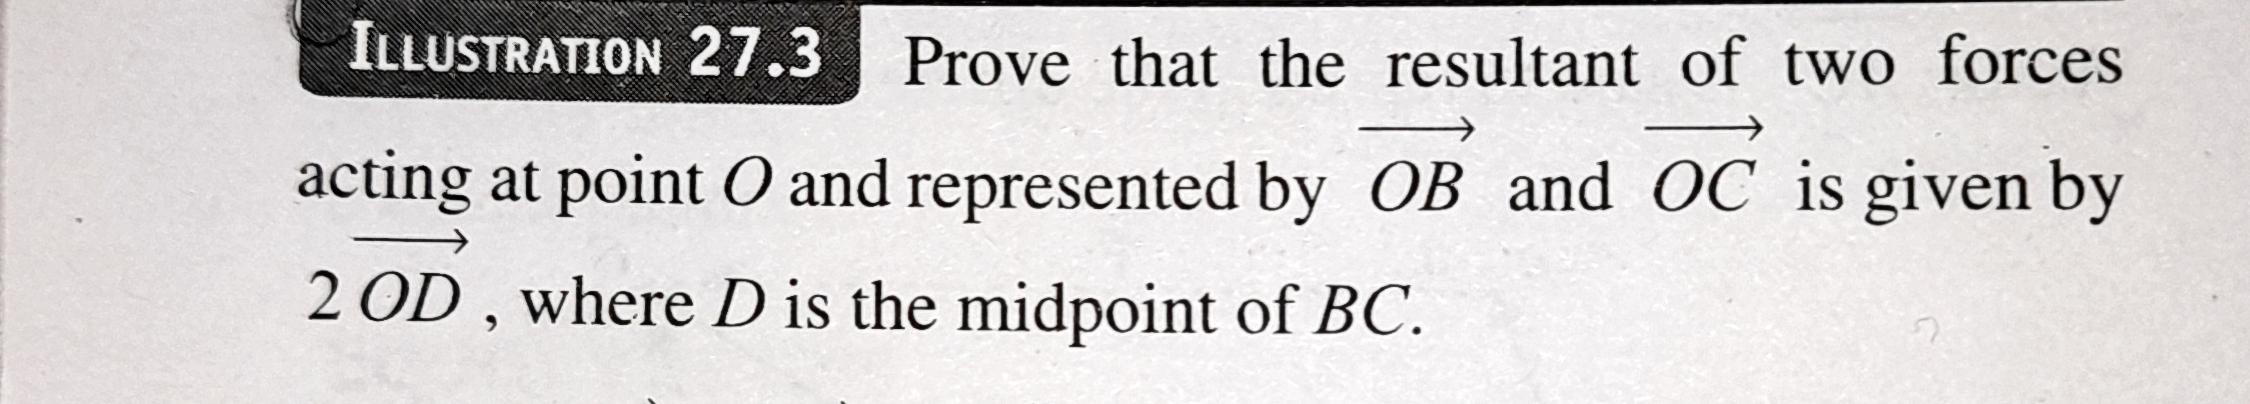 ILLUSTRATION 27.3 Prove that the resultant of two forces
acting at point O and represented by $\overrightarrow{OB}$ and $\overrightarrow{OC}$ is given by
$2\overrightarrow{OD}$, where D is the midpoint of BC.